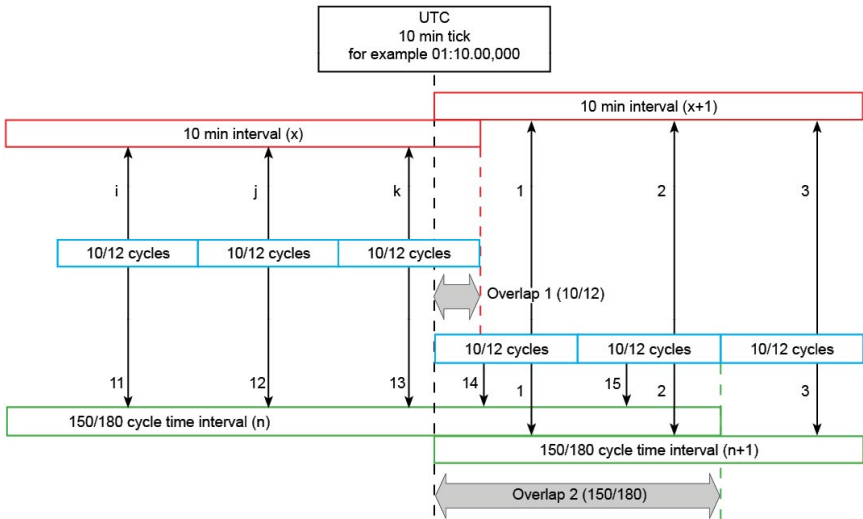 UTC
10 min tick
for example 01:10.00,000
10 min interval (x+1)
10 min interval (x)
i
j
k
1
2
3
10/12 cycles
10/12 cycles
10/12 cycles
Overlap 1 (10/12)
10/12 cycles
10/12 cycles
10/12 cycles
11
12
13
14
1
15
2
3
150/180 cycle time interval (n)
150/180 cycle time interval (n+1)
Overlap 2 (150/180)